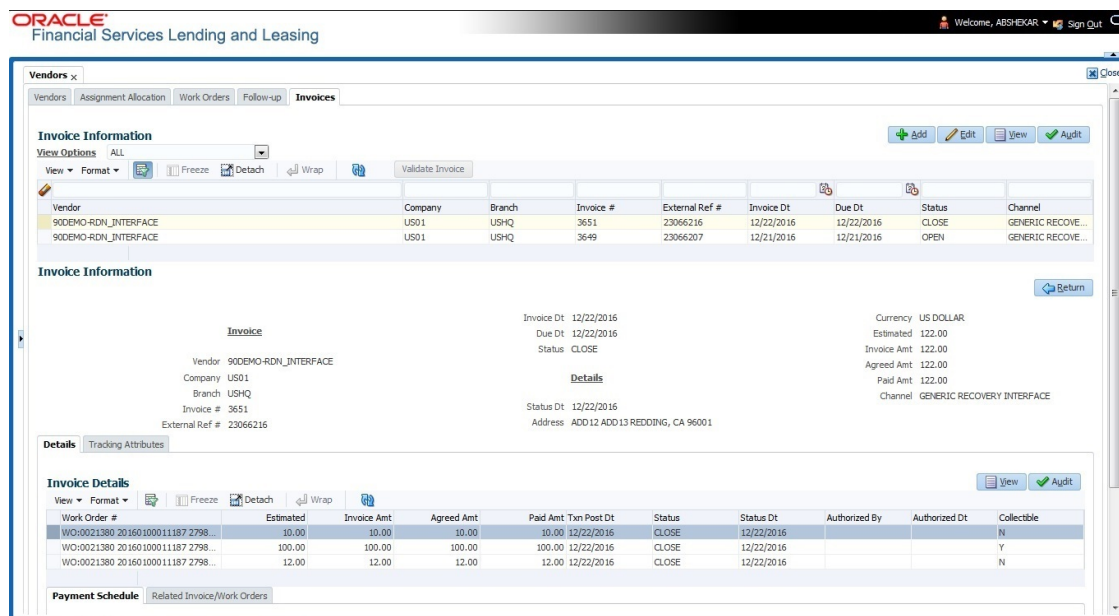 ORACLE
Financial Services Lending and Leasing
Welcome, ABSHEKAR Sign Out
Vendors x
Close
Vendors Assignment Allocation Work Orders Follow-up Invoices
Invoice Information
Add Edit View Audit
View Options ALL
View Format Freeze Detach Wrap Validate Invoice
Vendor Company Branch Invoice # External Ref # Invoice Dt Due Dt Status Channel
90DEMO-RDN_INTERFACE US01 USHQ 3651 23066216 12/22/2016 12/22/2016 CLOSE GENERIC RECOVE...
90DEMO-RDN_INTERFACE US01 USHQ 3649 23066207 12/21/2016 12/21/2016 OPEN GENERIC RECOVE...
Invoice Information
Return
Invoice
Vendor 90DEMO-RDN_INTERFACE
Company US01
Branch USHQ
Invoice # 3651
External Ref # 23066216
Invoice Dt 12/22/2016
Due Dt 12/22/2016
Status CLOSE
Details
Status Dt 12/22/2016
Address ADD12 ADD13 REDDING, CA 96001
Currency US DOLLAR
Estimated 122.00
Invoice Amt 122.00
Agreed Amt 122.00
Paid Amt 122.00
Channel GENERIC RECOVERY INTERFACE
Details Tracking Attributes
Invoice Details
View Audit
View Format Freeze Detach Wrap
Work Order # Estimated Invoice Amt Agreed Amt Paid Amt Txn Post Dt Status Status Dt Authorized By Authorized Dt Collectible
WO:0021380 20160100011187 2798... 10.00 10.00 10.00 10.00 12/22/2016 CLOSE 12/22/2016 N
WO:0021380 20160100011187 2798... 100.00 100.00 100.00 100.00 12/22/2016 CLOSE 12/22/2016 Y
WO:0021380 20160100011187 2798... 12.00 12.00 12.00 12.00 12/22/2016 CLOSE 12/22/2016 N
Payment Schedule Related Invoice/Work Orders